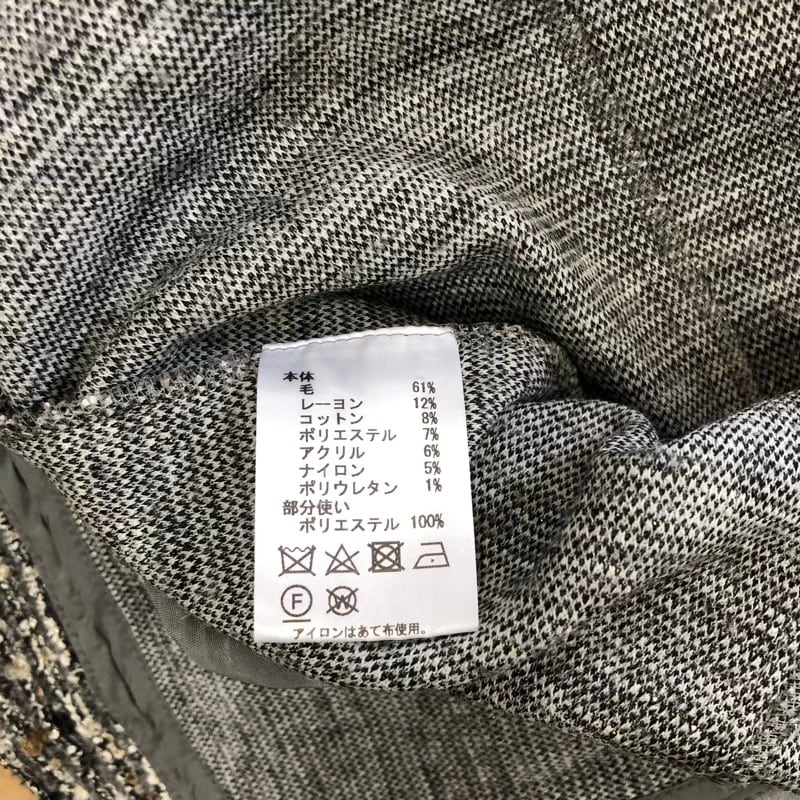 本体
毛 61%
レーヨン 12%
コットン 8%
ポリエステル 7%
アクリル 6%
ナイロン 5%
ポリウレタン 1%
部分使い
ポリエステル 100%
F W
アイロンはあて布使用。